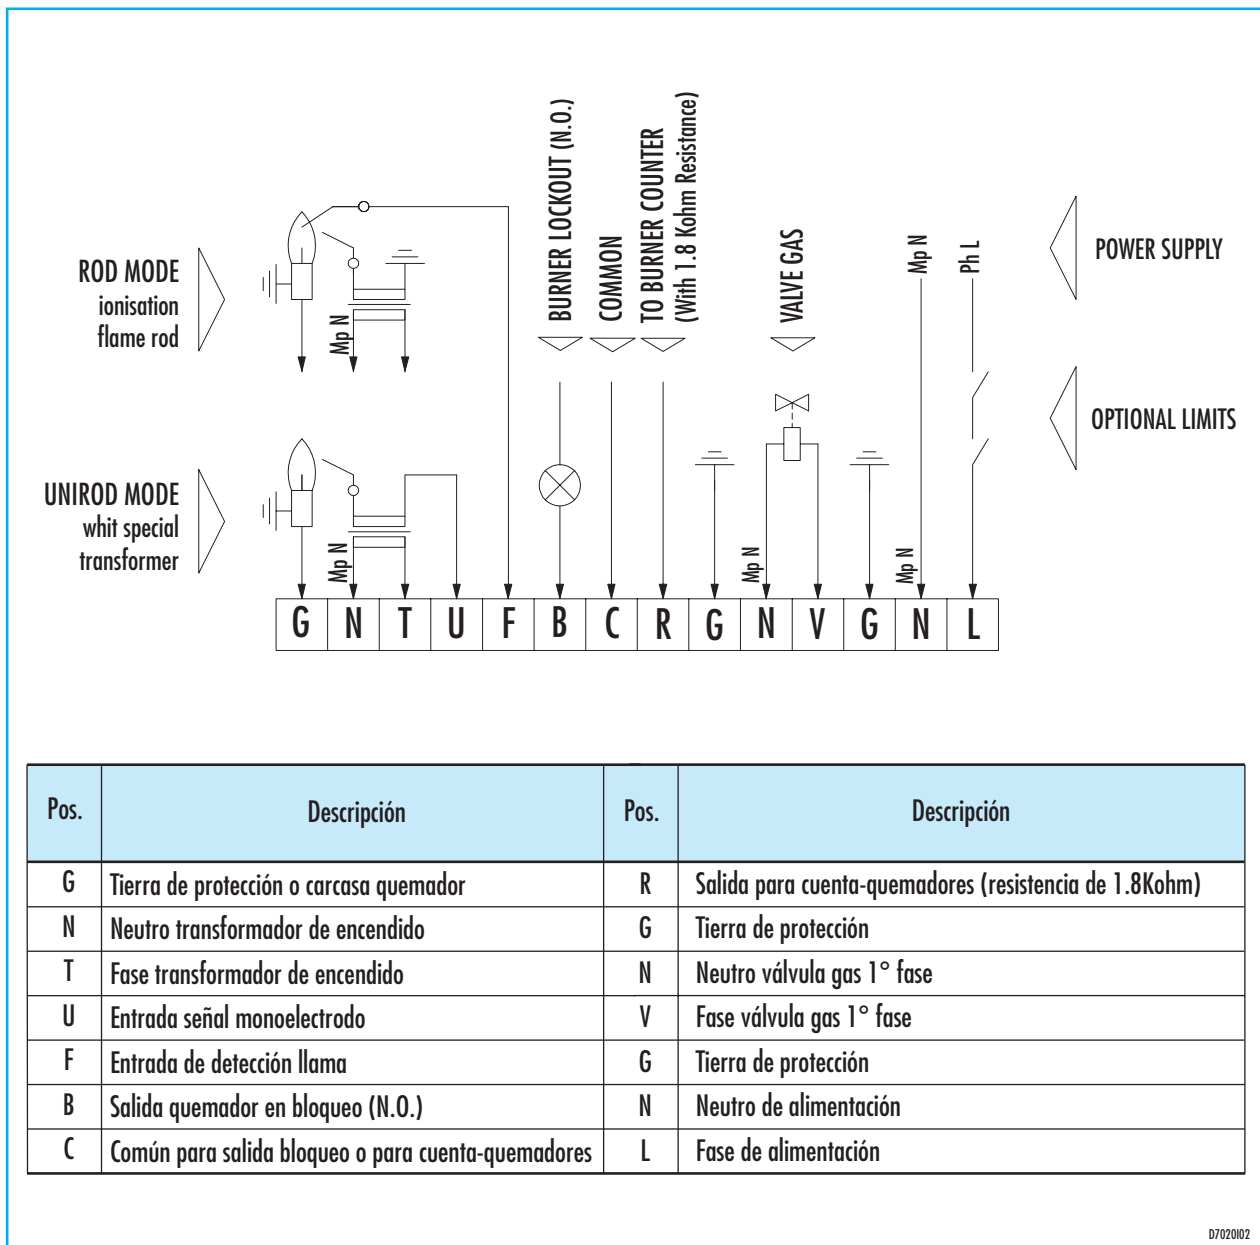 ROD MODE
ionisation
flame rod
Mp N
UNIROD MODE
whit special
transformer
Mp N
BURNER LOCKOUT (N.O.)
COMMON
TO BURNER COUNTER
(With 1.8 Kohm Resistance)
VALVE GAS
Mp N
Mp N
Ph L
Mp N
POWER SUPPLY
OPTIONAL LIMITS
G N T U F B C R G N V G N L
Pos. Descripción Pos. Descripción
G Tierra de protección o carcasa quemador R Salida para cuenta-quemadores (resistencia de 1.8Kohm)
N Neutro transformador de encendido G Tierra de protección
T Fase transformador de encendido N Neutro válvula gas 1° fase
U Entrada señal monoelectrodo V Fase válvula gas 1° fase
F Entrada de detección llama G Tierra de protección
B Salida quemador en bloqueo (N.O.) N Neutro de alimentación
C Común para salida bloqueo o para cuenta-quemadores L Fase de alimentación
D7020I02